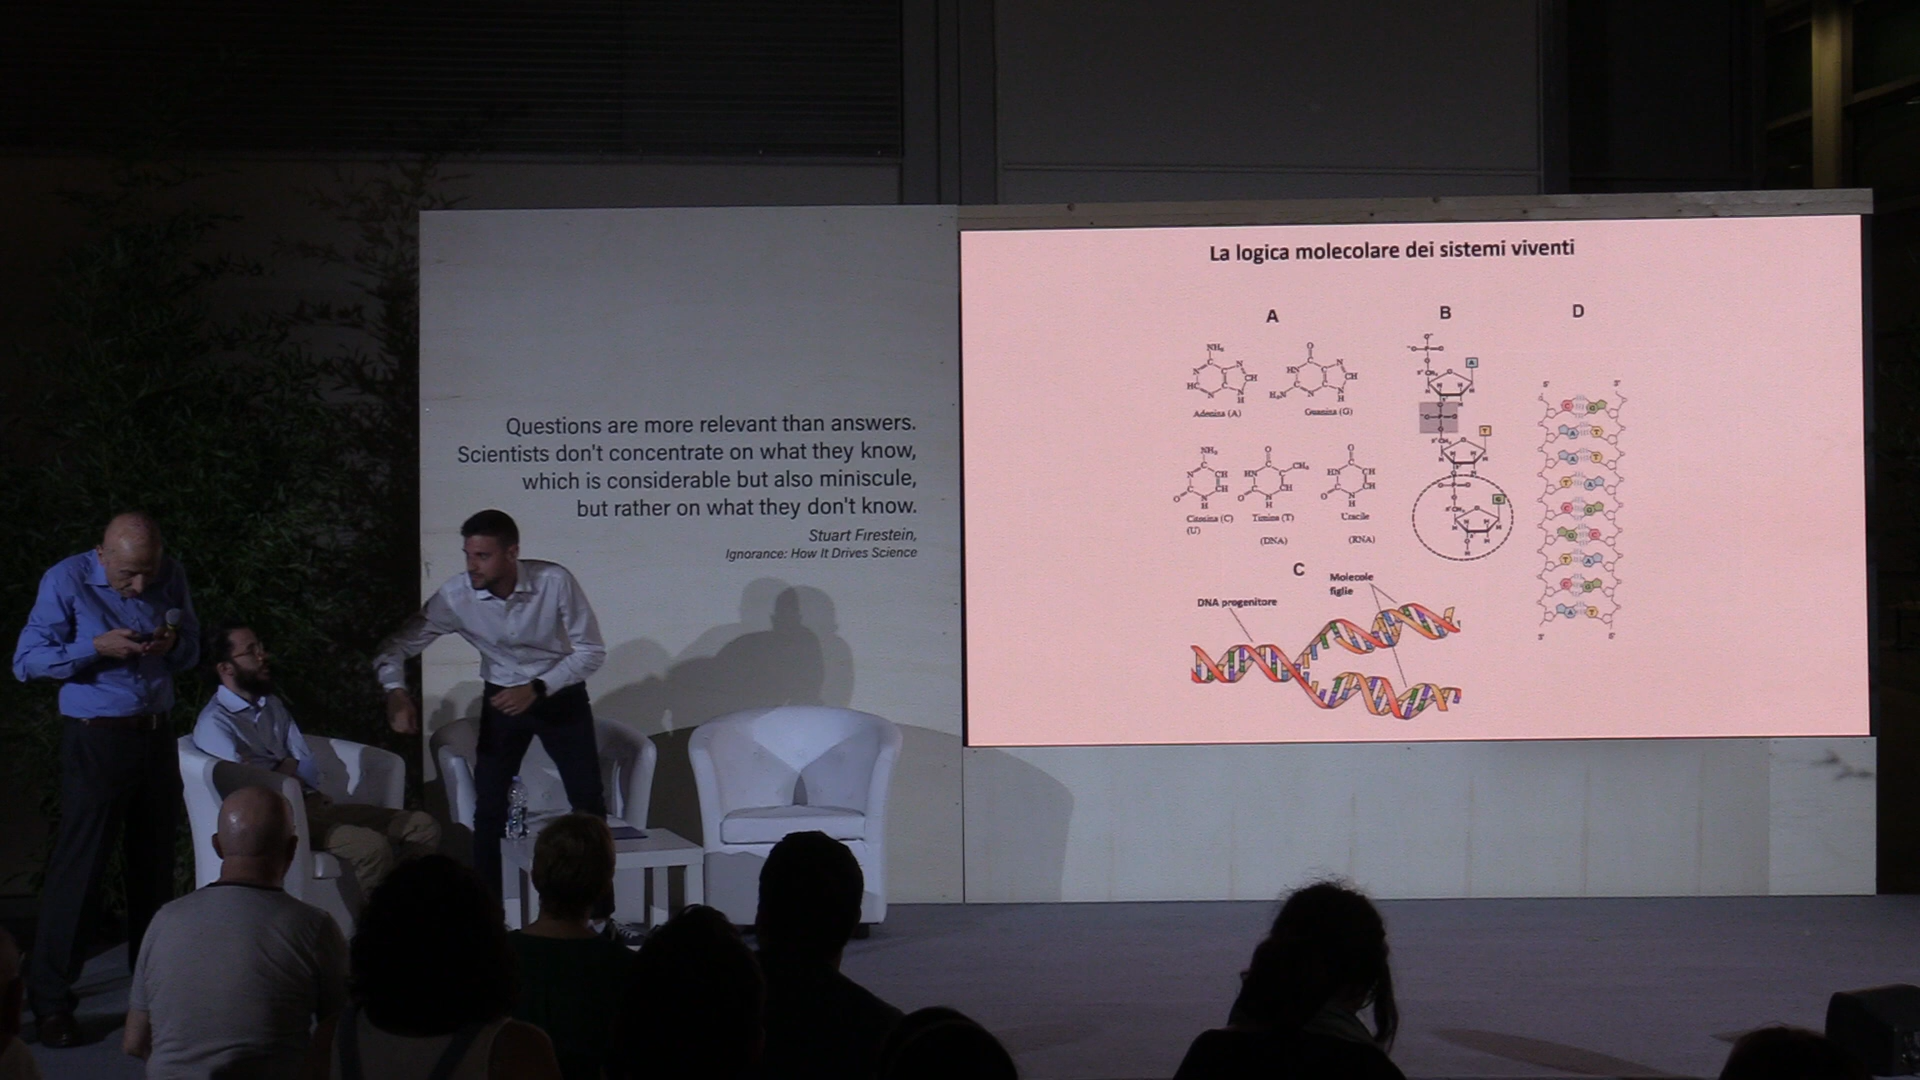 Questions are more relevant than answers.
Scientists don't concentrate on what they know,
which is considerable but also miniscule,
but rather on what they don't know.
Stuart Firestein,
Ignorance: How It Drives Science
La logica molecolare dei sistemi viventi
A
B
D
Adenina (A)
Guanina (G)
Citosina (C)
Timina (T)
Uracile
(U)
(DNA)
(RNA)
C
Molecole
figlie
DNA progenitore